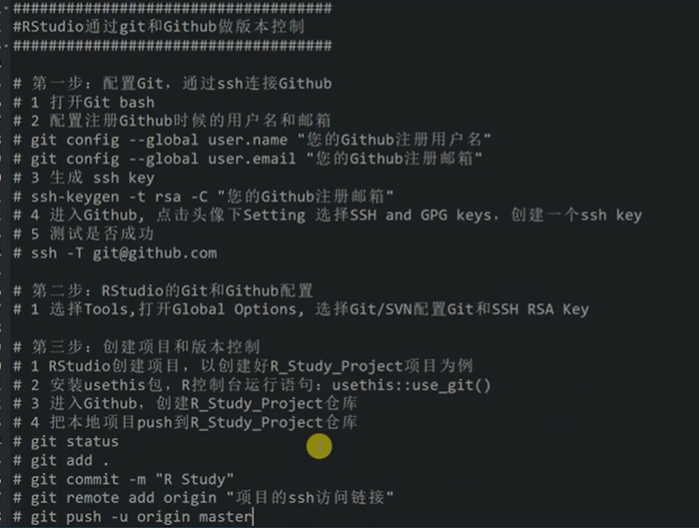 ####################################
#RStudio通过git和Github做版本控制
####################################
# 第一步：配置Git，通过ssh连接Github
# 1 打开Git bash
# 2 配置注册Github时候的用户名和邮箱
# git config --global user.name "您的Github注册用户名"
# git config --global user.email "您的Github注册邮箱"
# 3 生成 ssh key
# ssh-keygen -t rsa -C "您的Github注册邮箱"
# 4 进入Github, 点击头像下Setting 选择SSH and GPG keys，创建一个ssh key
# 5 测试是否成功
# ssh -T git@github.com
# 第二步：RStudio的Git和Github配置
# 1 选择Tools,打开Global Options, 选择Git/SVN配置Git和SSH RSA Key
# 第三步：创建项目和版本控制
# 1 RStudio创建项目，以创建好R_Study_Project项目为例
# 2 安装usethis包，R控制台运行语句：usethis::use_git()
# 3 进入Github，创建R_Study_Project仓库
# 4 把本地项目push到R_Study_Project仓库
# git status
# git add .
# git commit -m "R Study"
# git remote add origin "项目的ssh访问链接"
# git push -u origin master